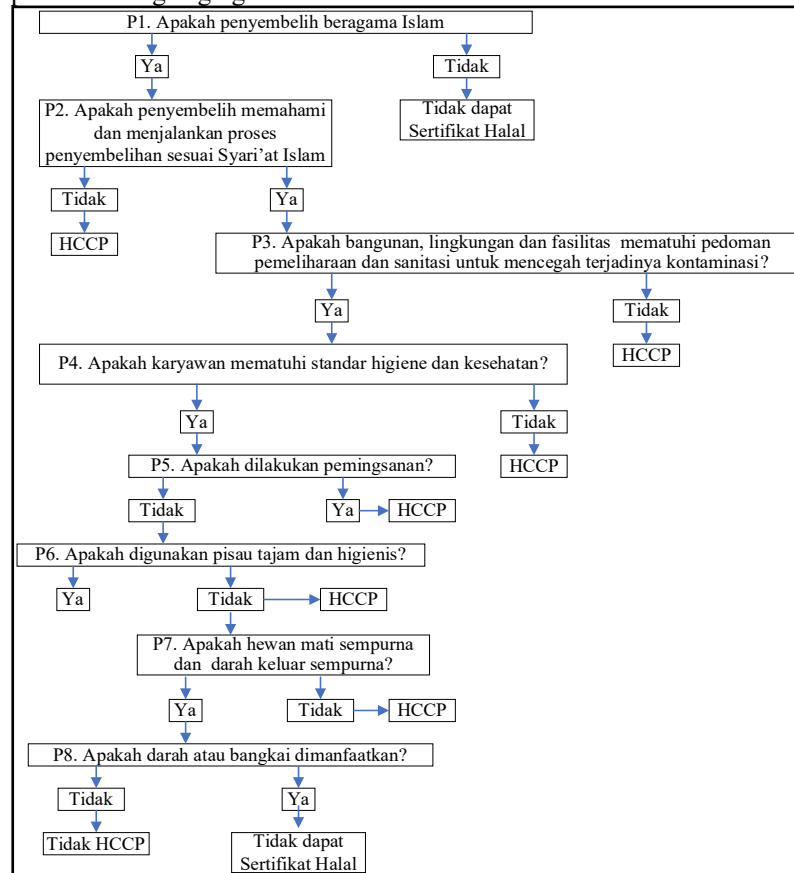 P1. Apakah penyembelih beragama Islam
Ya
Tidak
P2. Apakah penyembelih memahami
dan menjalankan proses
penyembelihan sesuai Syari’at Islam
Tidak dapat
Sertifikat Halal
Tidak
Ya
HCCP
P3. Apakah bangunan, lingkungan dan fasilitas mematuhi pedoman
pemeliharaan dan sanitasi untuk mencegah terjadinya kontaminasi?
Ya
Tidak
HCCP
P4. Apakah karyawan mematuhi standar higiene dan kesehatan?
Ya
Tidak
HCCP
P5. Apakah dilakukan pemingsanan?
Tidak
Ya
HCCP
P6. Apakah digunakan pisau tajam dan higienis?
Ya
Tidak
HCCP
P7. Apakah hewan mati sempurna
dan darah keluar sempurna?
Ya
Tidak
HCCP
P8. Apakah darah atau bangkai dimanfaatkan?
Tidak
Ya
Tidak HCCP
Tidak dapat
Sertifikat Halal